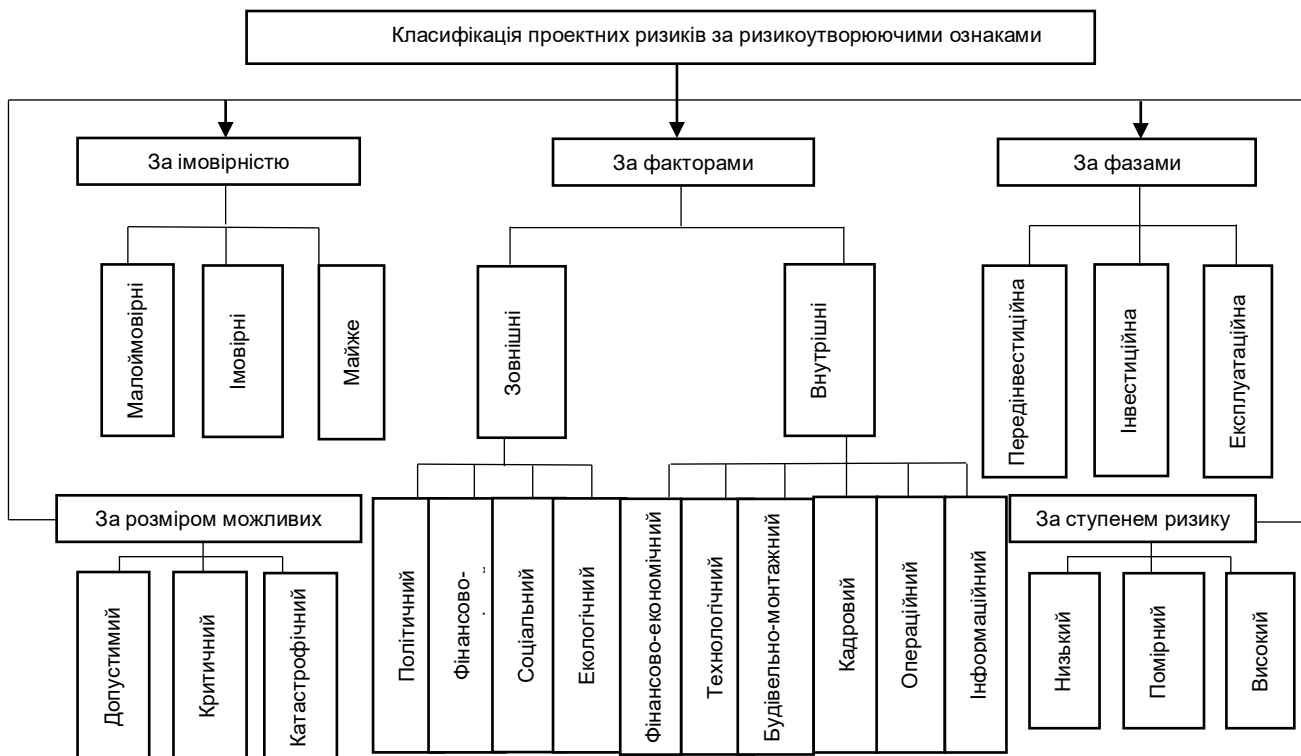 Класифікація проектних ризиків за ризикоутворюючими ознаками
За імовірністю
За факторами
За фазами
Малоймовірні
Імовірні
Майже
Зовнішні
Внутрішні
Передінвестиційна
Інвестиційна
Експлуатаційна
За розміром можливих
За ступенем ризику
Допустимий
Критичний
Катастрофічний
Політичний
Фінансово-
Соціальний
Екологічний
Фінансово-економічний
Технологічний
Будівельно-монтажний
Кадровий
Операційний
Інформаційний
Низький
Помірний
Високий